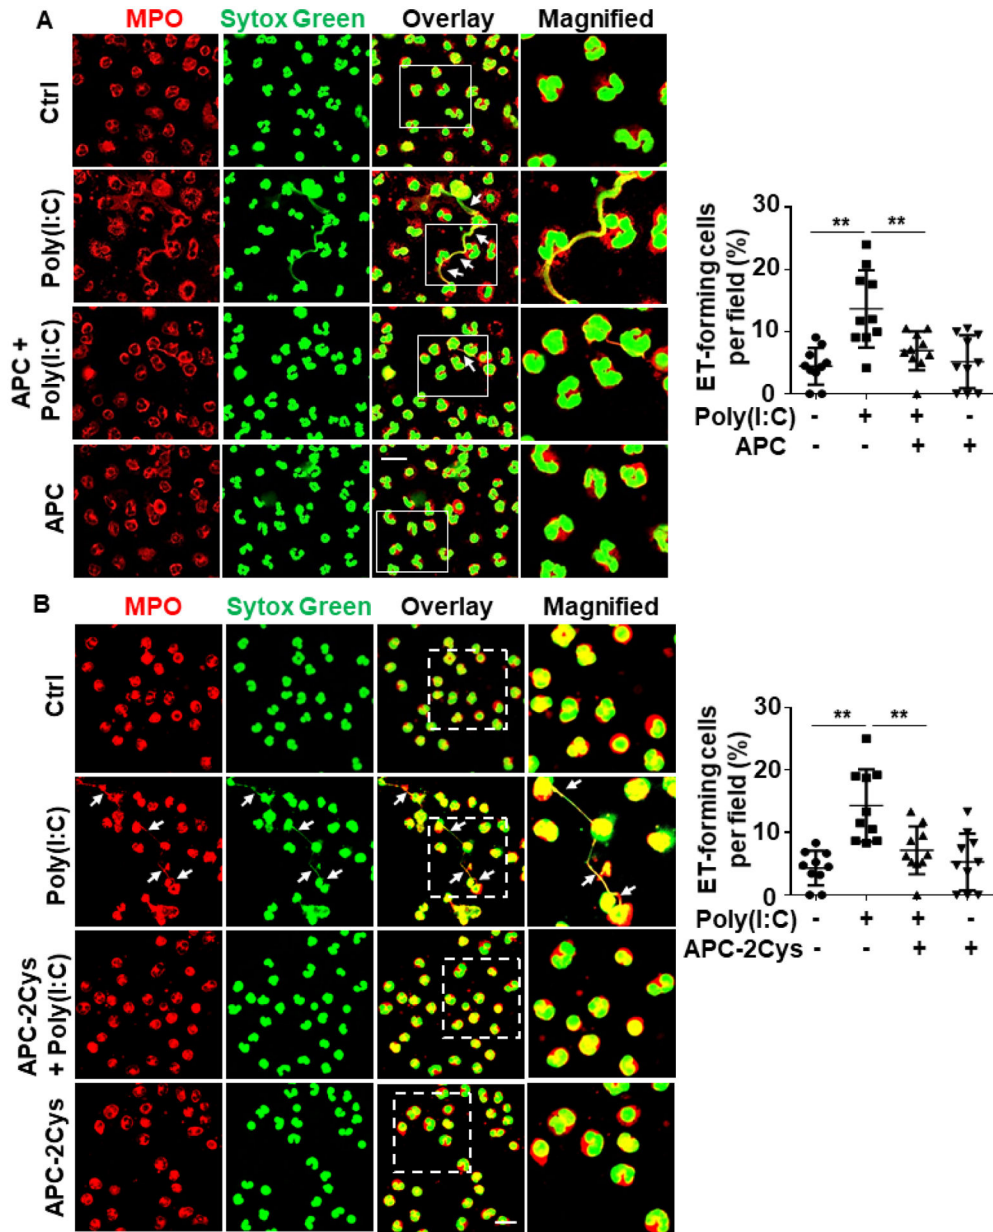 A
MPO Sytox Green Overlay Magnified
Ctrl
Poly(I:C)
APC +
Poly(I:C)
APC
ET-forming cells
per field (%)
30
20
10
0
** **
Poly(I:C) - + + -
APC - - + +
B
MPO Sytox Green Overlay Magnified
Ctrl
Poly(I:C)
APC-2Cys
+ Poly(I:C)
APC-2Cys
ET-forming cells
per field (%)
30
20
10
0
** **
Poly(I:C) - + + -
APC-2Cys - - + +